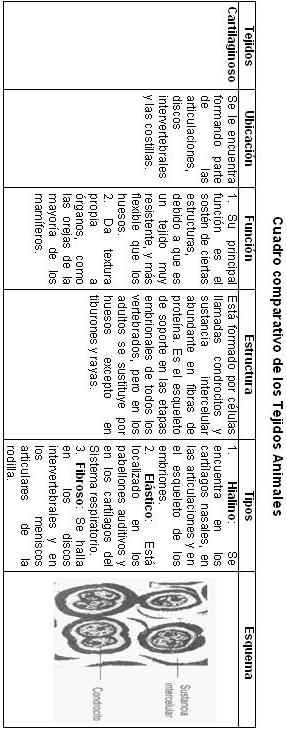 Cuadro comparativo de los Tejidos Animales
Tejidos
Ubicación
Función
Estructura
Tipos
Esquema
Cartilaginoso
Se le encuentra
formando parte
de las
articulaciones,
discos
intervertebrales
y las costillas.
1. Su principal
función es el
sostén de ciertas
estructuras,
debido a que es
un tejido muy
resistente, y más
flexible que los
huesos.
2. Da textura
propia a
órganos, como
las orejas de la
mayoría de los
mamíferos.
Está formado por células
llamadas condrocitos y
sustancia intercelular
abundante en fibras de
proteína. Es el esqueleto
de soporte en las etapas
embrionales de todos los
vertebrados, pero en los
adultos se sustituye por
huesos excepto en
tiburones y rayas.
1. Hialino: Se
encuentra en los
cartílagos nasales, en
las articulaciones y en
el esqueleto de los
embriones.
2. Elástico: Está
localizado en los
pabellones auditivos y
en los cartílagos del
Sistema respiratorio.
3. Fibroso: Se halla
en los discos
intervertebrales y en
los meniscos
articulares de la
rodilla.
Sustancia
intercelular
Condrocito